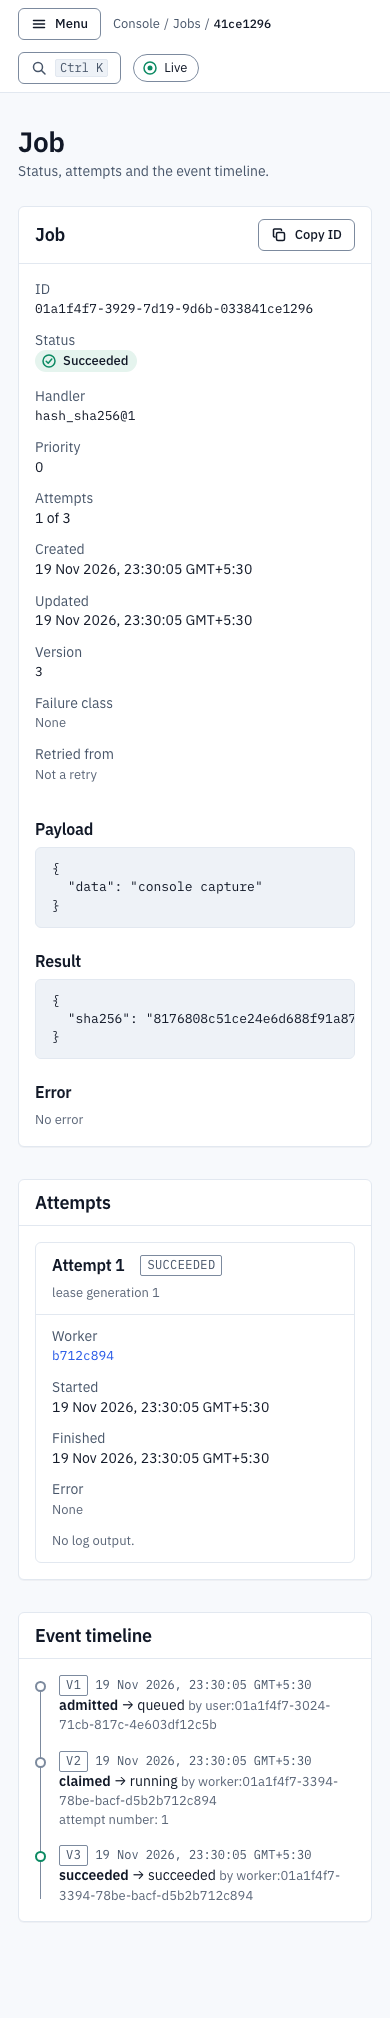 Menu Console / Jobs / 41ce1296
Ctrl K Live
Job
Status, attempts and the event timeline.
Job Copy ID
ID
01a1f4f7-3929-7d19-9d6b-033841ce1296
Status
Succeeded
Handler
hash_sha256@1
Priority
0
Attempts
1 of 3
Created
19 Nov 2026, 23:30:05 GMT+5:30
Updated
19 Nov 2026, 23:30:05 GMT+5:30
Version
3
Failure class
None
Retried from
Not a retry
Payload
{
"data": "console capture"
}
Result
{
"sha256": "8176808c51ce24e6d688f91a87
}
Error
No error
Attempts
Attempt 1 SUCCEEDED
lease generation 1
Worker
b712c894
Started
19 Nov 2026, 23:30:05 GMT+5:30
Finished
19 Nov 2026, 23:30:05 GMT+5:30
Error
None
No log output.
Event timeline
V1 19 Nov 2026, 23:30:05 GMT+5:30
admitted → queued by user:01a1f4f7-3024-
71cb-817c-4e603df12c5b
V2 19 Nov 2026, 23:30:05 GMT+5:30
claimed → running by worker:01a1f4f7-3394-
78be-bacf-d5b2b712c894
attempt number: 1
V3 19 Nov 2026, 23:30:05 GMT+5:30
succeeded → succeeded by worker:01a1f4f7-
3394-78be-bacf-d5b2b712c894